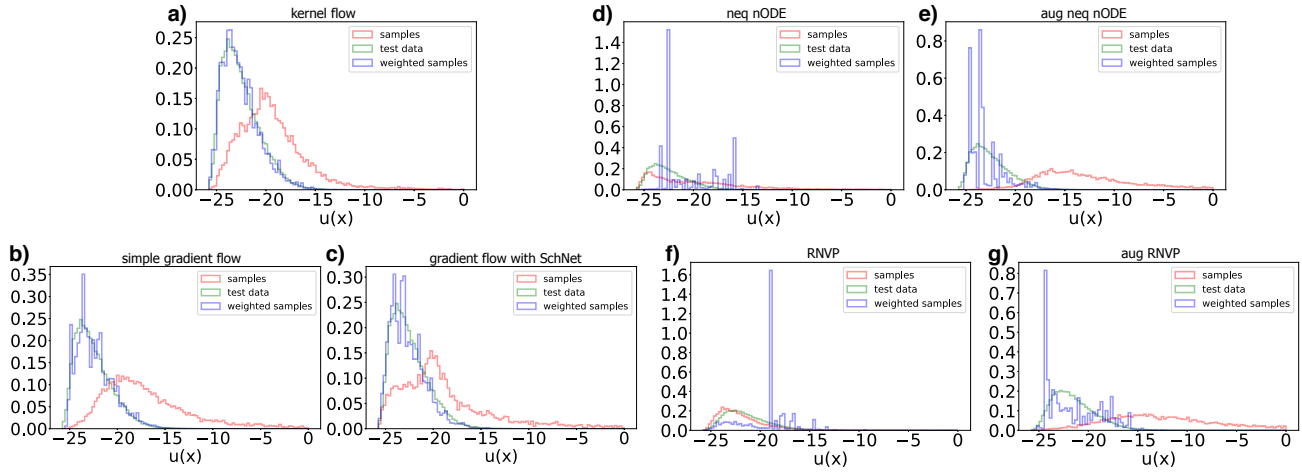 a)
kernel flow
0.25
0.20
0.15
0.10
0.05
0.00
samples
test data
weighted samples
−25 −20 −15 −10 −5 0
u(x)
d)
neq nODE
1.4
1.2
1.0
0.8
0.6
0.4
0.2
0.0
samples
test data
weighted samples
−25 −20 −15 −10 −5 0
u(x)
e)
aug neq nODE
0.8
0.6
0.4
0.2
0.0
samples
test data
weighted samples
−25 −20 −15 −10 −5 0
u(x)
b)
simple gradient flow
0.35
0.30
0.25
0.20
0.15
0.10
0.05
0.00
samples
test data
weighted samples
−25 −20 −15 −10 −5 0
u(x)
c)
gradient flow with SchNet
0.30
0.25
0.20
0.15
0.10
0.05
0.00
samples
test data
weighted samples
−25 −20 −15 −10 −5 0
u(x)
f)
RNVP
1.6
1.4
1.2
1.0
0.8
0.6
0.4
0.2
0.0
samples
test data
weighted samples
−25 −20 −15 −10 −5 0
u(x)
g)
aug RNVP
0.8
0.7
0.6
0.5
0.4
0.3
0.2
0.1
0.0
samples
test data
weighted samples
−25 −20 −15 −10 −5 0
u(x)